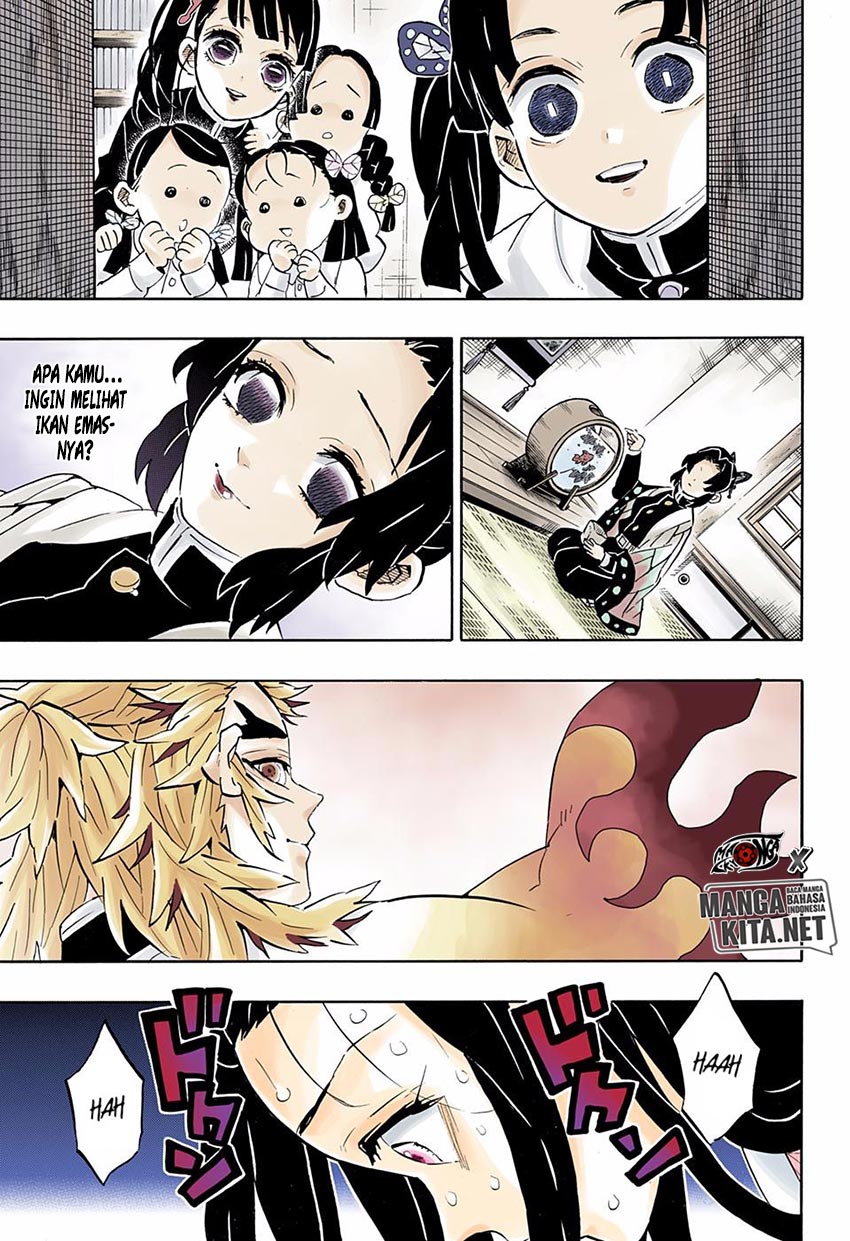 APA KAMU...
INGIN MELIHAT
IKAN EMAS-
NYA?
X
MANGA
BACA MANGA
BAHASA
INDONESIA
KITA.NET
HAAH
ドクン
ドクン
HAH